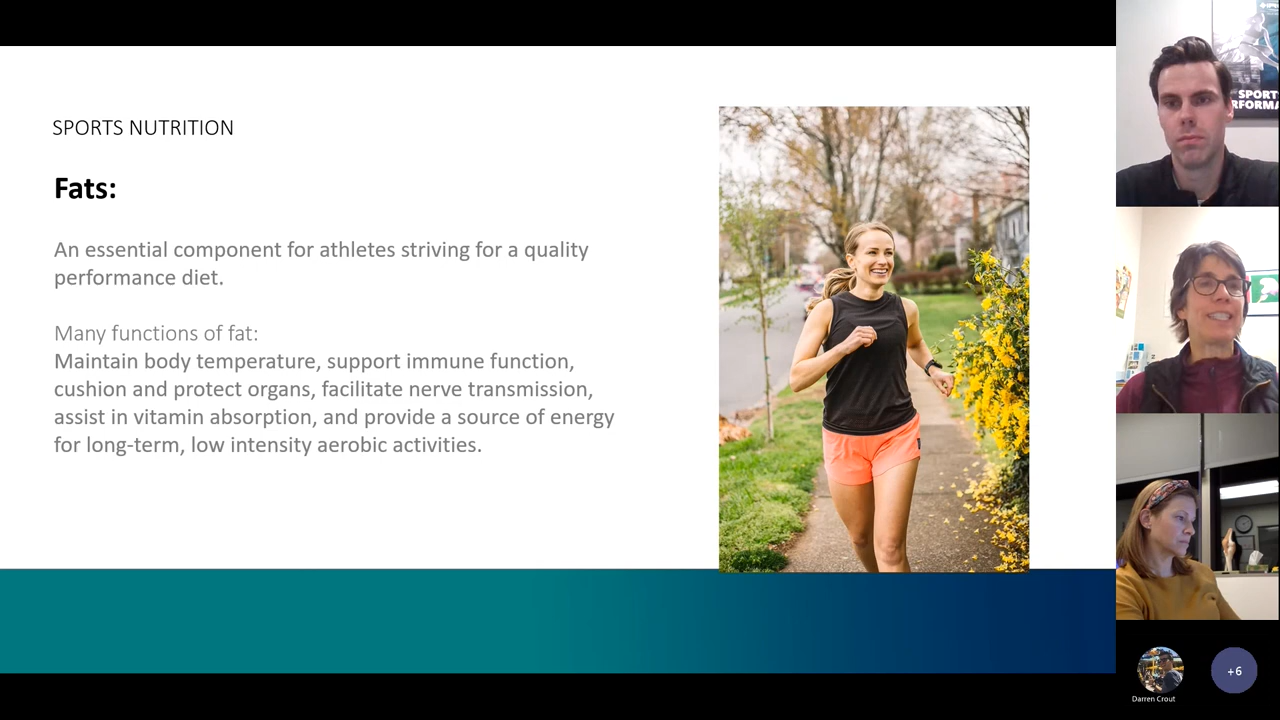 SPORTS NUTRITION
Fats:
An essential component for athletes striving for a quality
performance diet.
Many functions of fat:
Maintain body temperature, support immune function,
cushion and protect organs, facilitate nerve transmission,
assist in vitamin absorption, and provide a source of energy
for long-term, low intensity aerobic activities.
SPORT
RFORMA
Darren Crout
+6